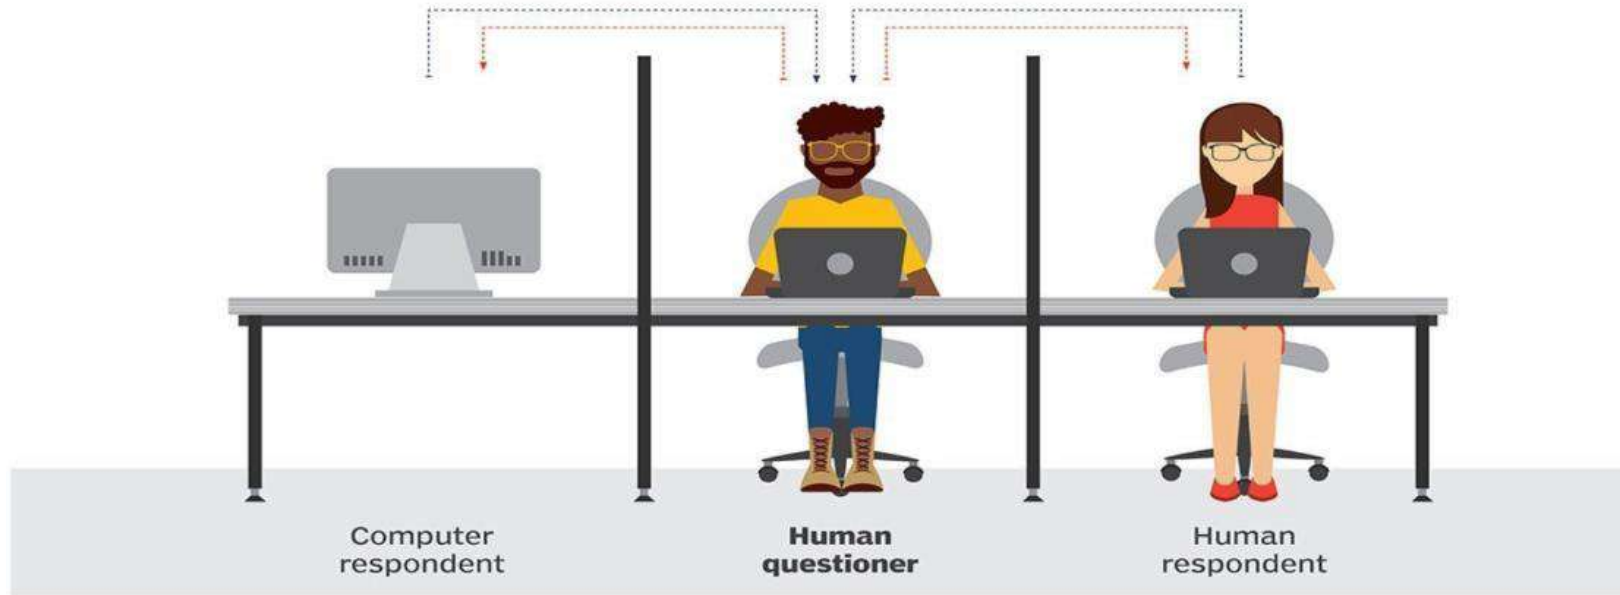 Computer
respondent
Human
questioner
Human
respondent